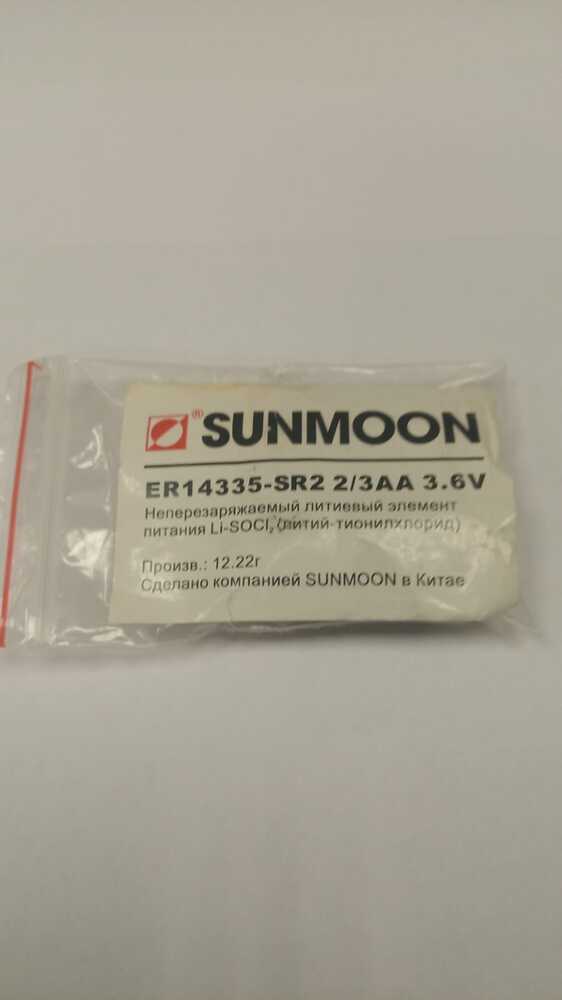 ® SUNMOON
ER14335-SR2 2/3AA 3.6V
Неперезаряжаемый литиевый элемент
питания Li-SOCl₂ (литий-тионилхлорид)
Произв.: 12.22г
Сделано компанией SUNMOON в Китае